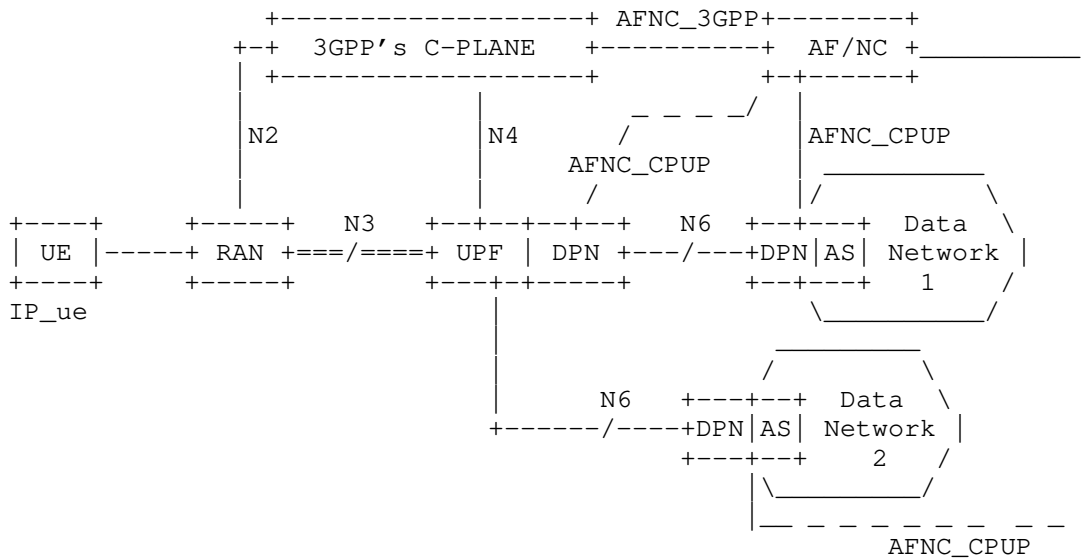 AFNC_3GPP
3GPP's C-PLANE AF/NC
N2 N4 AFNC_CPUP
AFNC_CPUP
N3 N6 Data
UE RAN UPF DPN DPN AS Network
1
IP_ue
N6 Data
DPN AS Network
2
AFNC_CPUP